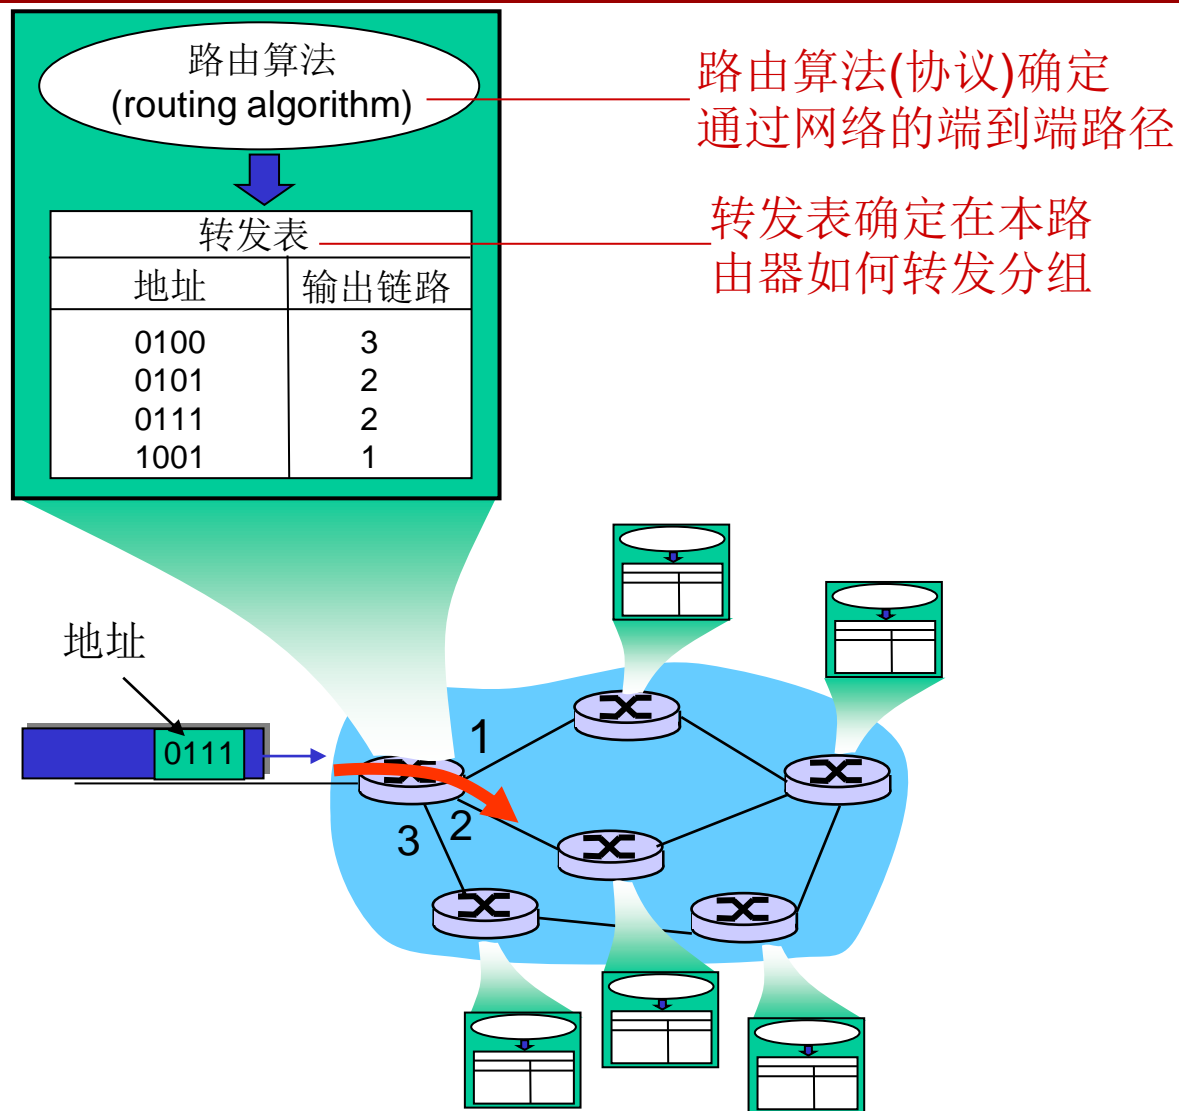 路由算法
(routing algorithm)
路由算法(协议)确定
通过网络的端到端路径
转发表
地址 输出链路
0100 3
0101 2
0111 2
1001 1
转发表确定在本路
由器如何转发分组
地址
0111
1
2
3